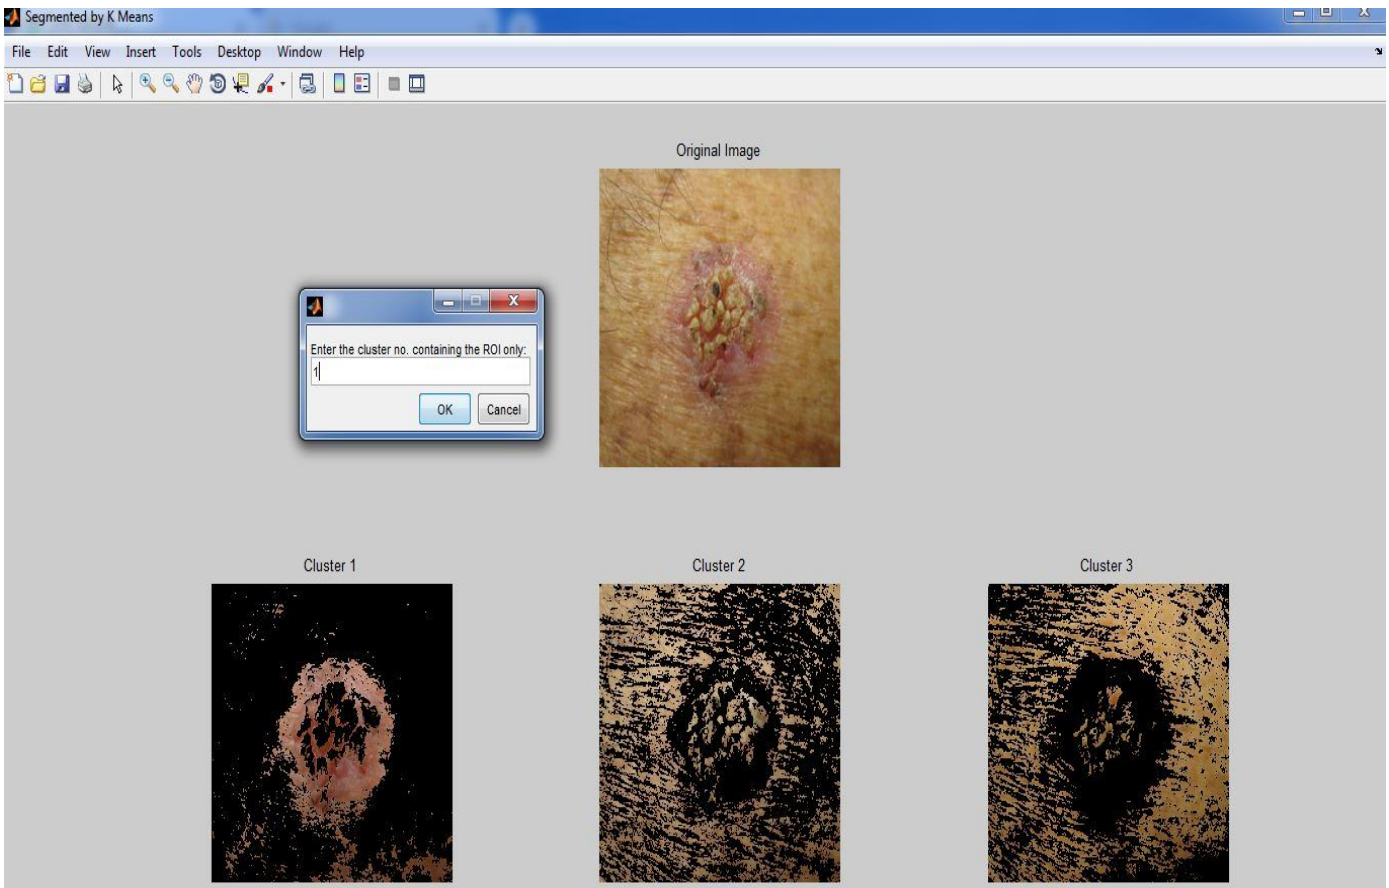 Segmented by K Means
File Edit View Insert Tools Desktop Window Help
Original Image
Enter the cluster no. containing the ROI only:
1
OK Cancel
Cluster 1 Cluster 2 Cluster 3